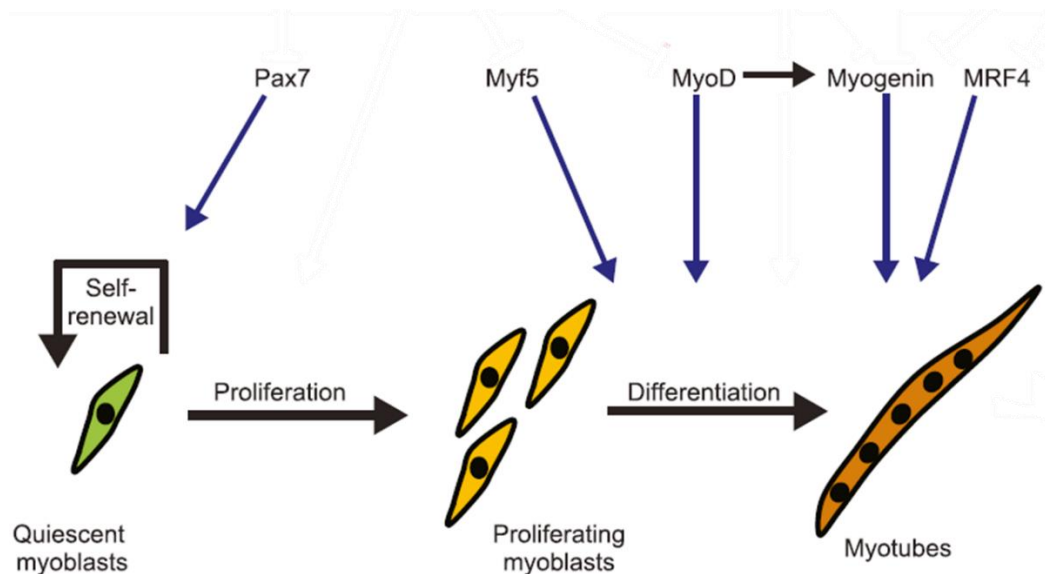 Pax7
Myf5
MyoD
Myogenin
MRF4
Self-
renewal
Proliferation
Differentiation
Quiescent
myoblasts
Proliferating
myoblasts
Myotubes